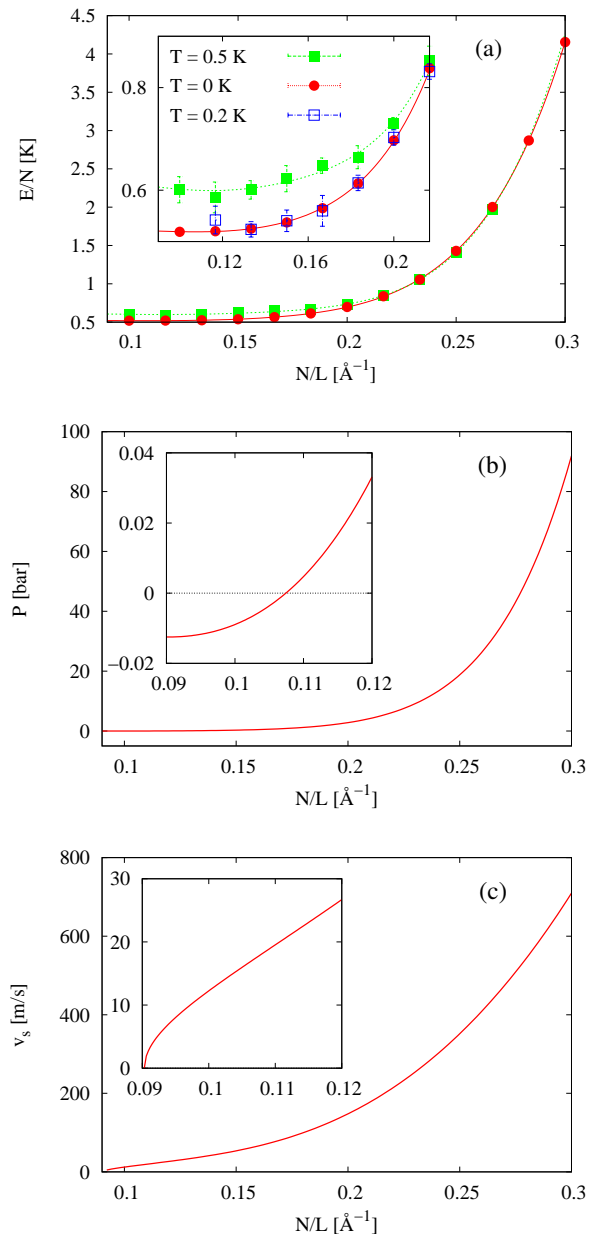 (a)
E/N [K]
4.5
4
3.5
3
2.5
2
1.5
1
0.5
T = 0.5 K
T = 0 K
T = 0.2 K
0.8
0.6
0.12 0.16 0.2
0.1 0.15 0.2 0.25 0.3
N/L [Å⁻¹]
(b)
P [bar]
100
80
60
40
20
0
0.04
0.02
0
−0.02
0.09 0.1 0.11 0.12
0.1 0.15 0.2 0.25 0.3
N/L [Å⁻¹]
(c)
vₛ [m/s]
800
600
400
200
0
30
20
10
0
0.09 0.1 0.11 0.12
0.1 0.15 0.2 0.25 0.3
N/L [Å⁻¹]